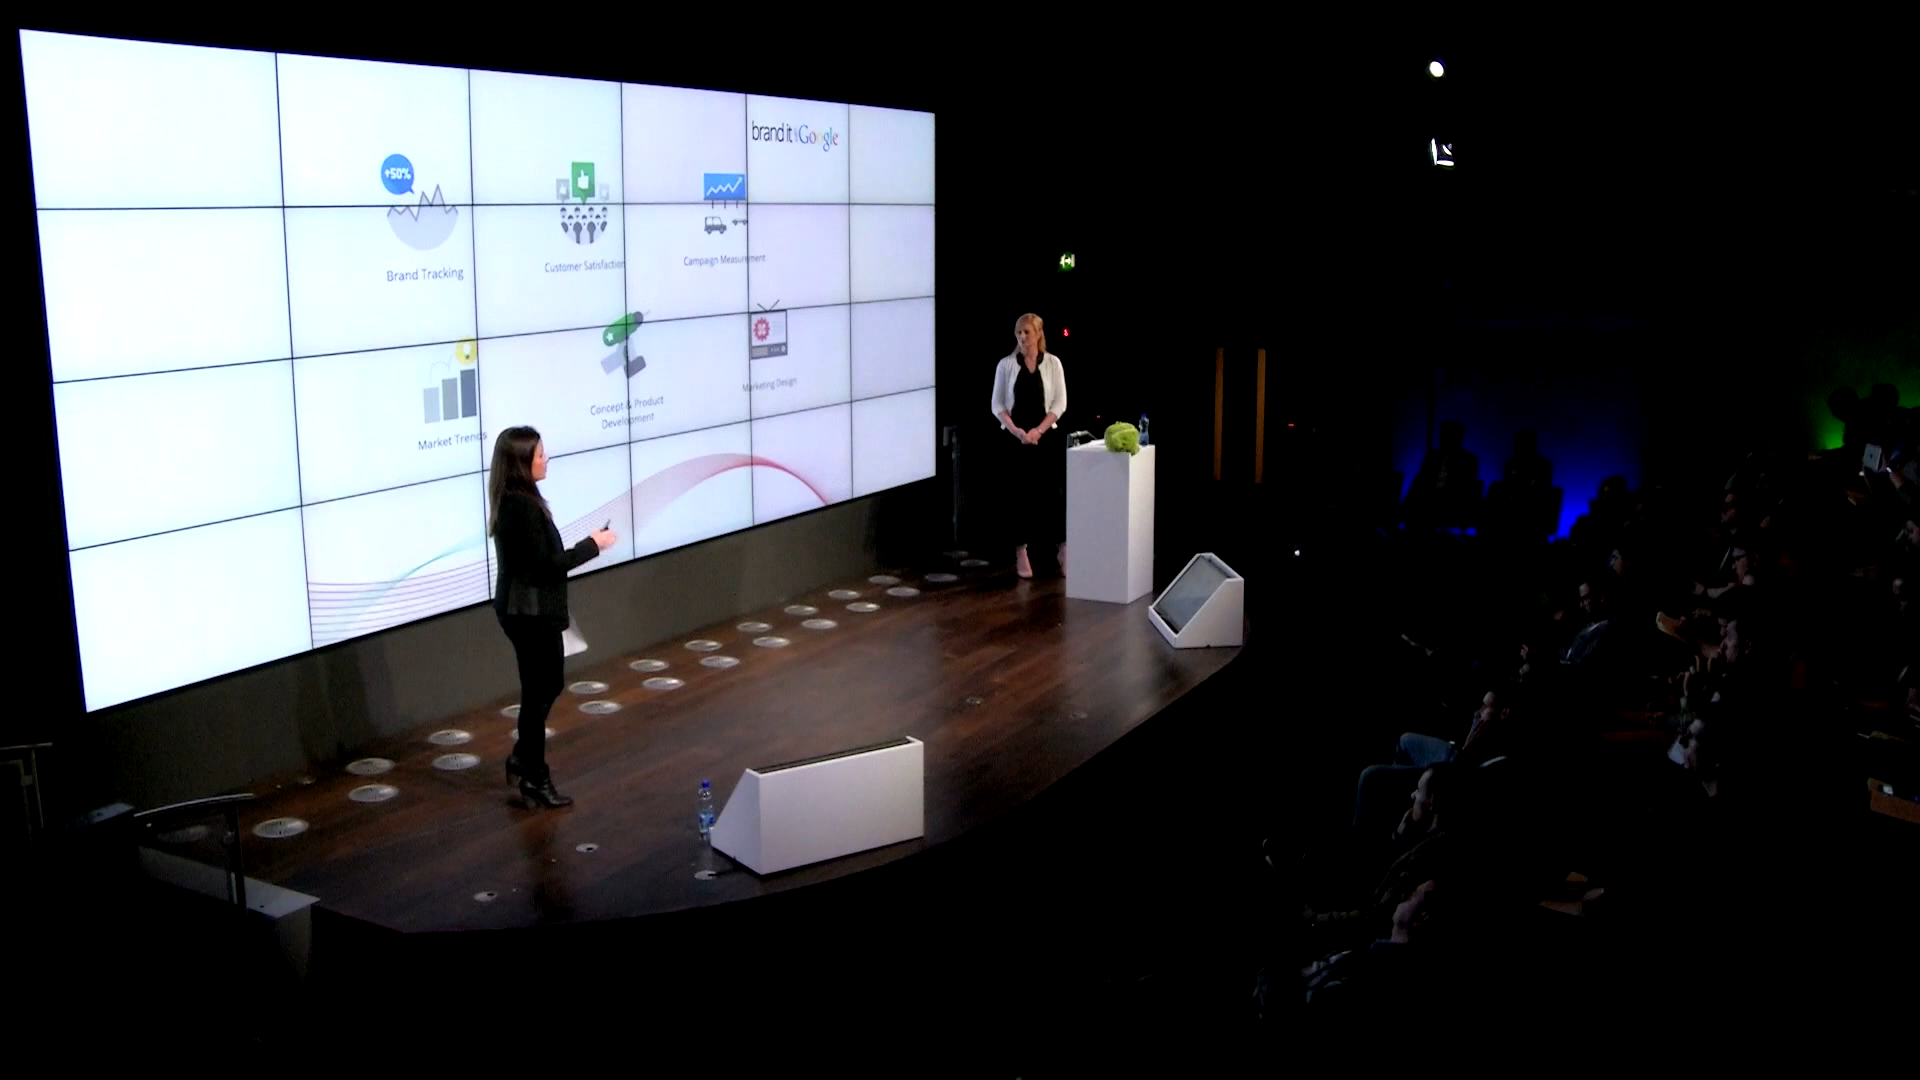 brand it Google
+50%
Brand Tracking
Customer Satisfaction
Campaign Measurement
Market Trends
Concept & Product
Development
Marketing Design